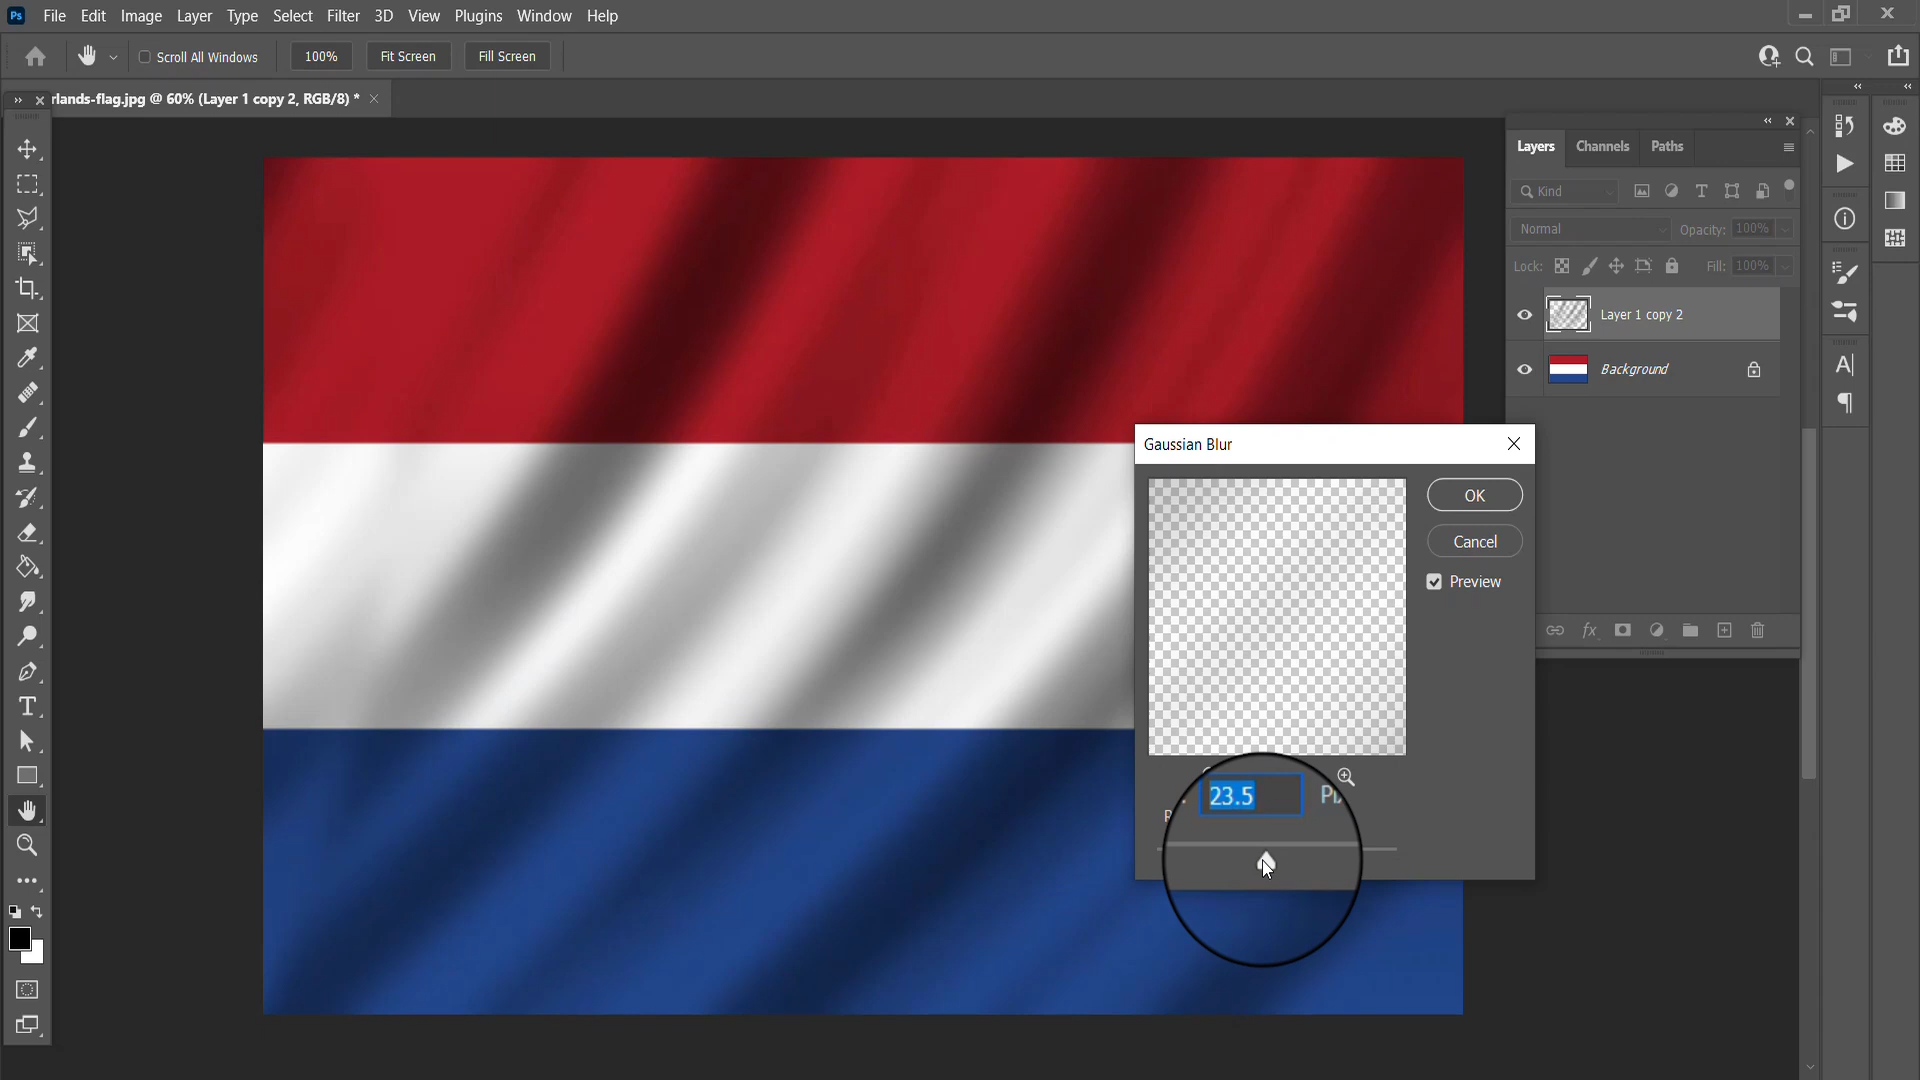 Ps File Edit Image Layer Type Select Filter 3D View Plugins Window Help
Scroll All Windows 100% Fit Screen Fill Screen
rlands-flag.jpg @ 60% (Layer 1 copy 2, RGB/8) *
Layers Channels Paths
Kind
Normal Opacity: 100%
Lock: Fill: 100%
Layer 1 copy 2
Background
Gaussian Blur
OK
Cancel
Preview
23.5